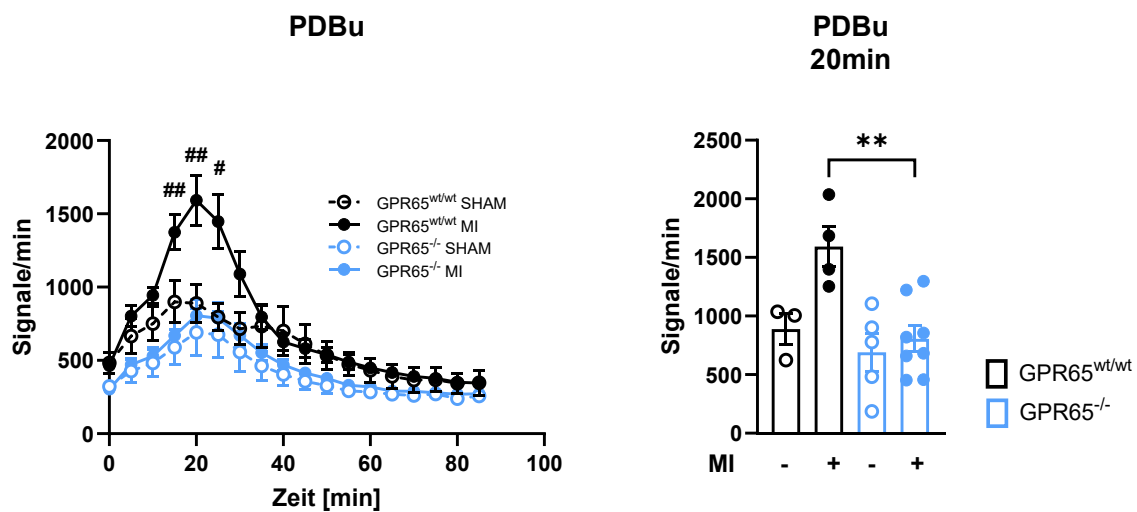 PDBu
Signale/min
2000
1500
1000
500
0
##
##
#
GPR65wt/wt SHAM
GPR65wt/wt MI
GPR65-/- SHAM
GPR65-/- MI
0 20 40 60 80 100
Zeit [min]
PDBu
20min
Signale/min
2500
2000
1500
1000
500
0
**
MI - + - +
GPR65wt/wt
GPR65-/-